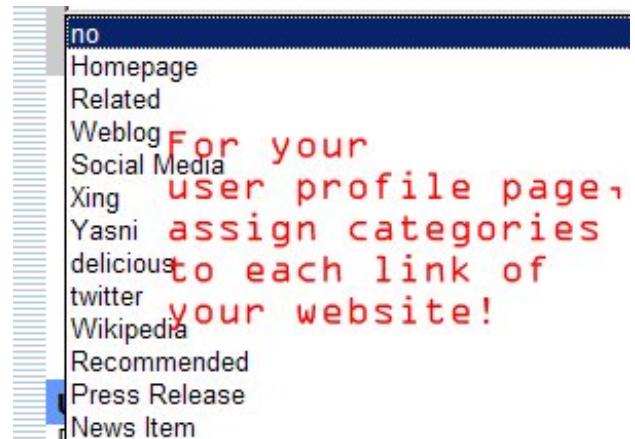 no
Homepage
Related
Weblog
Social Media
Xing
Yasni
delicious
twitter
Wikipedia
Recommended
Press Release
News Item
For your
user profile page,
assign categories
to each link of
your website!